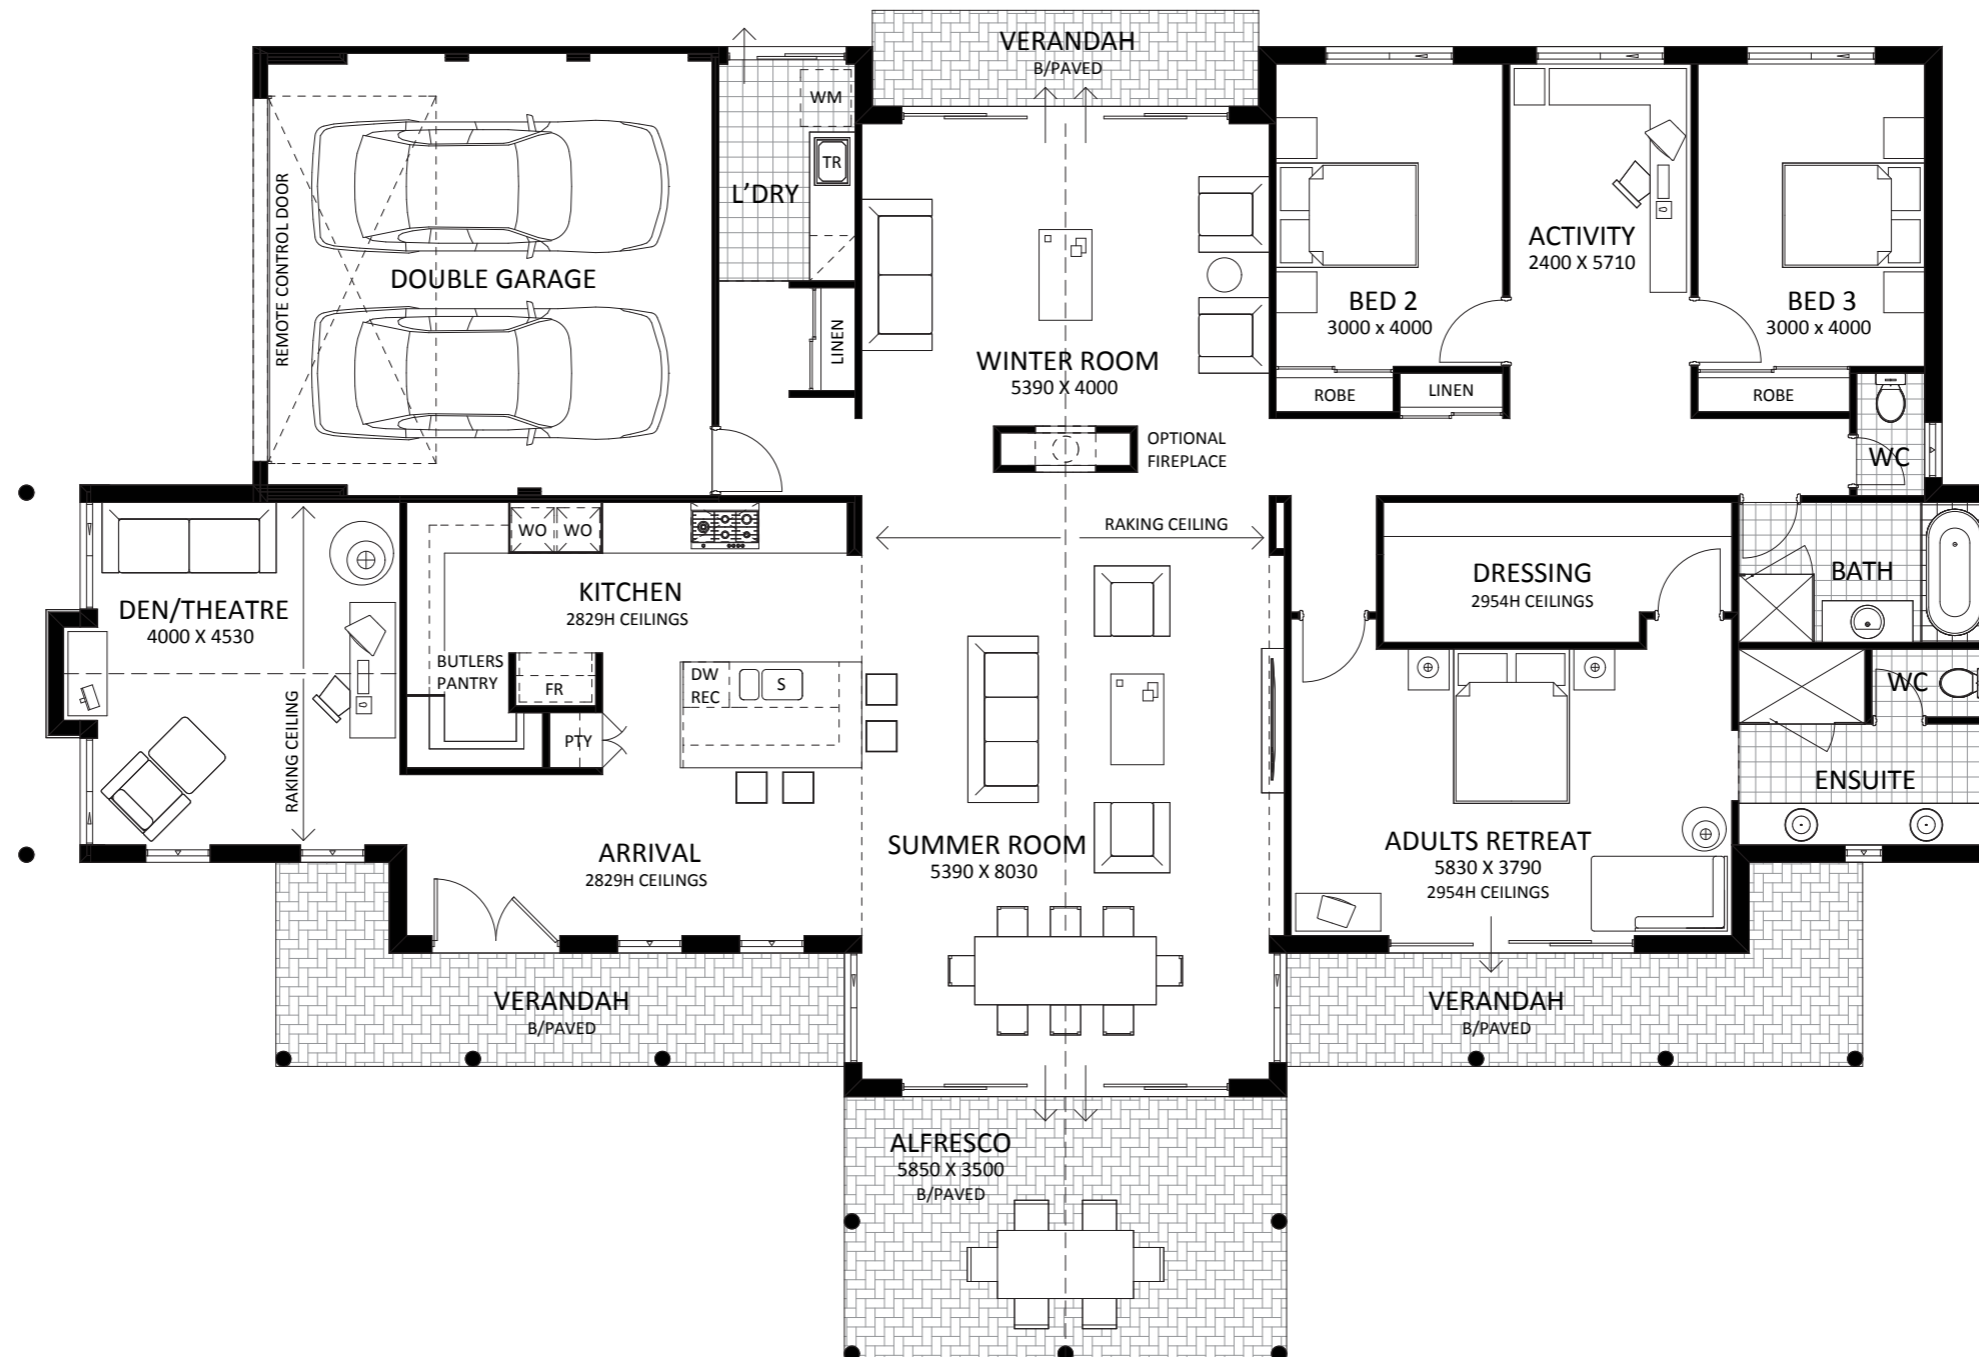 VERANDAH
B/PAVED
WM
TR
L'DRY
REMOTE CONTROL DOOR
DOUBLE GARAGE
LINEN
WINTER ROOM
5390 X 4000
BED 2
3000 x 4000
ACTIVITY
2400 X 5710
BED 3
3000 x 4000
ROBE
LINEN
ROBE
WC
OPTIONAL
FIREPLACE
RAKING CEILING
DEN/THEATRE
4000 X 4530
RAKING CEILING
WO
WO
KITCHEN
2829H CEILINGS
BUTLERS
PANTRY
FR
PTY
DW
REC
S
DRESSING
2954H CEILINGS
BATH
WC
ENSUITE
ARRIVAL
2829H CEILINGS
SUMMER ROOM
5390 X 8030
ADULTS RETREAT
5830 X 3790
2954H CEILINGS
VERANDAH
B/PAVED
VERANDAH
B/PAVED
ALFRESCO
5850 X 3500
B/PAVED